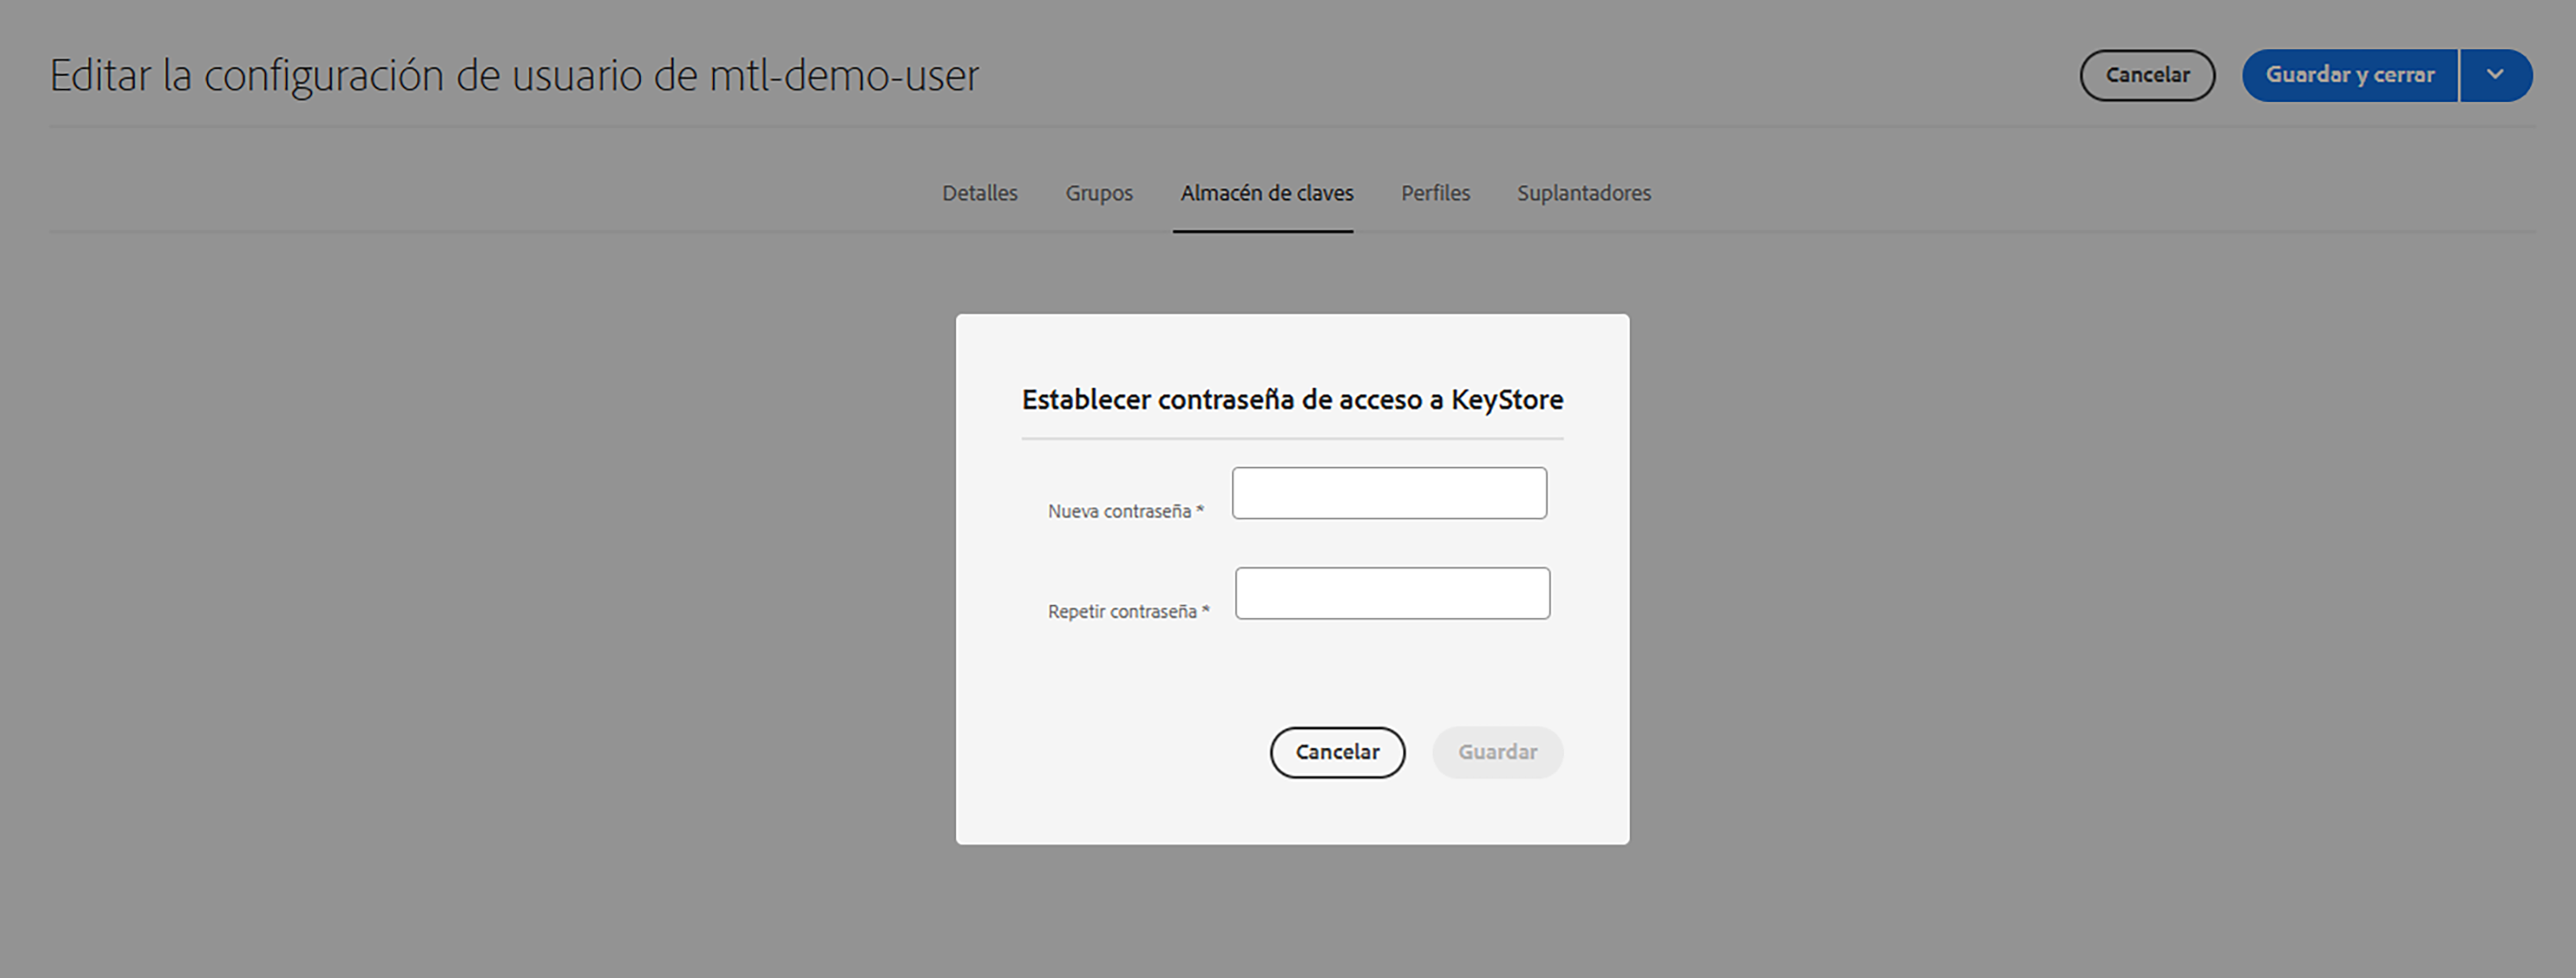 Editar la configuración de usuario de mtl-demo-user
Cancelar
Guardar y cerrar
Detalles Grupos Almacén de claves Perfiles Suplantadores
Establecer contraseña de acceso a KeyStore
Nueva contraseña *
Repetir contraseña *
Cancelar Guardar